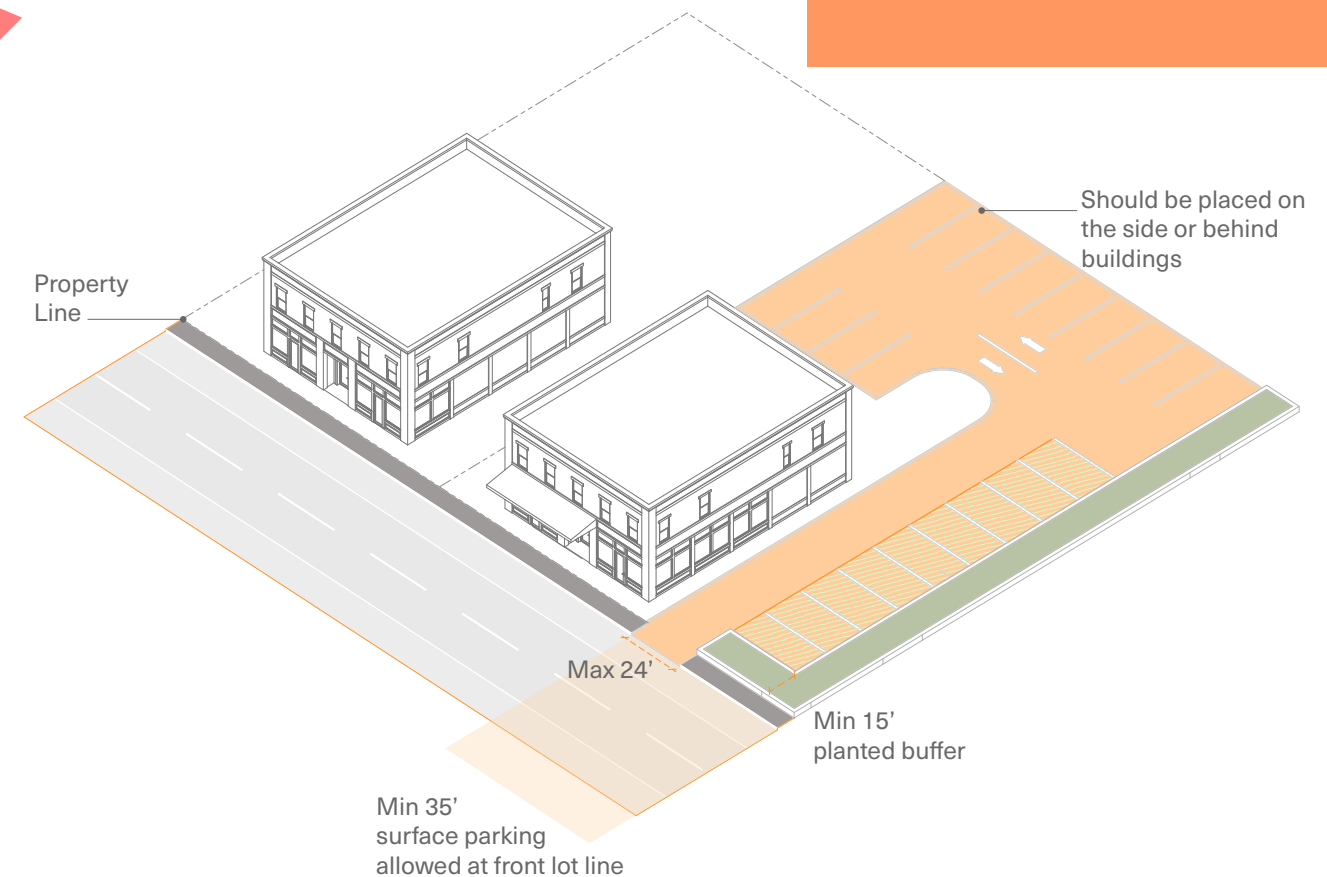 Should be placed on
the side or behind
buildings
Property
Line
Max 24’
Min 15’
planted buffer
Min 35’
surface parking
allowed at front lot line